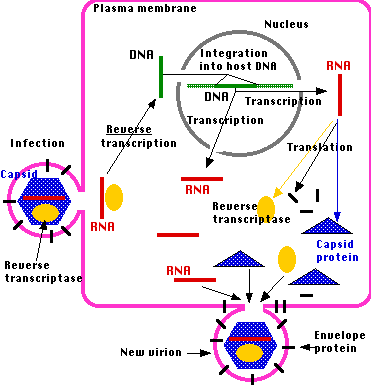 Plasma membrane
Nucleus
DNA
Integration
into host DNA
RNA
DNA
Transcription
Transcription
Reverse
transcription
Infection
Capsid
Translation
RNA
RNA
Reverse
transcriptase
Capsid
protein
Reverse
transcriptase
RNA
New virion
Envelope
protein